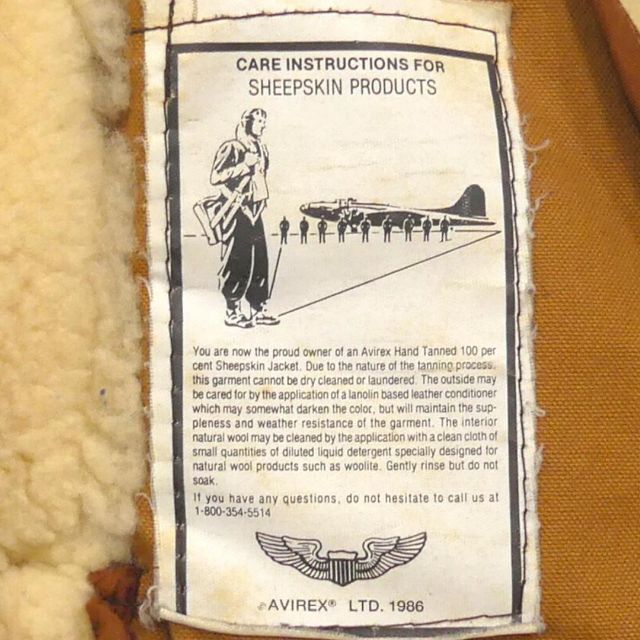 CARE INSTRUCTIONS FOR
SHEEPSKIN PRODUCTS
You are now the proud owner of an Avirex Hand Tanned 100 per
cent Sheepskin Jacket. Due to the nature of the tanning process,
this garment cannot be dry cleaned or laundered. The outside may
be cared for by the application of a lanolin based leather conditioner
which may somewhat darken the color, but will maintain the sup-
pleness and weather resistance of the garment. The interior
natural wool may be cleaned by the application with a clean cloth of
small quantities of diluted liquid detergent specially designed for
natural wool products such as woolite. Gently rinse but do not
soak.
If you have any questions, do not hesitate to call us at
1-800-354-5514
©AVIREX® LTD. 1986